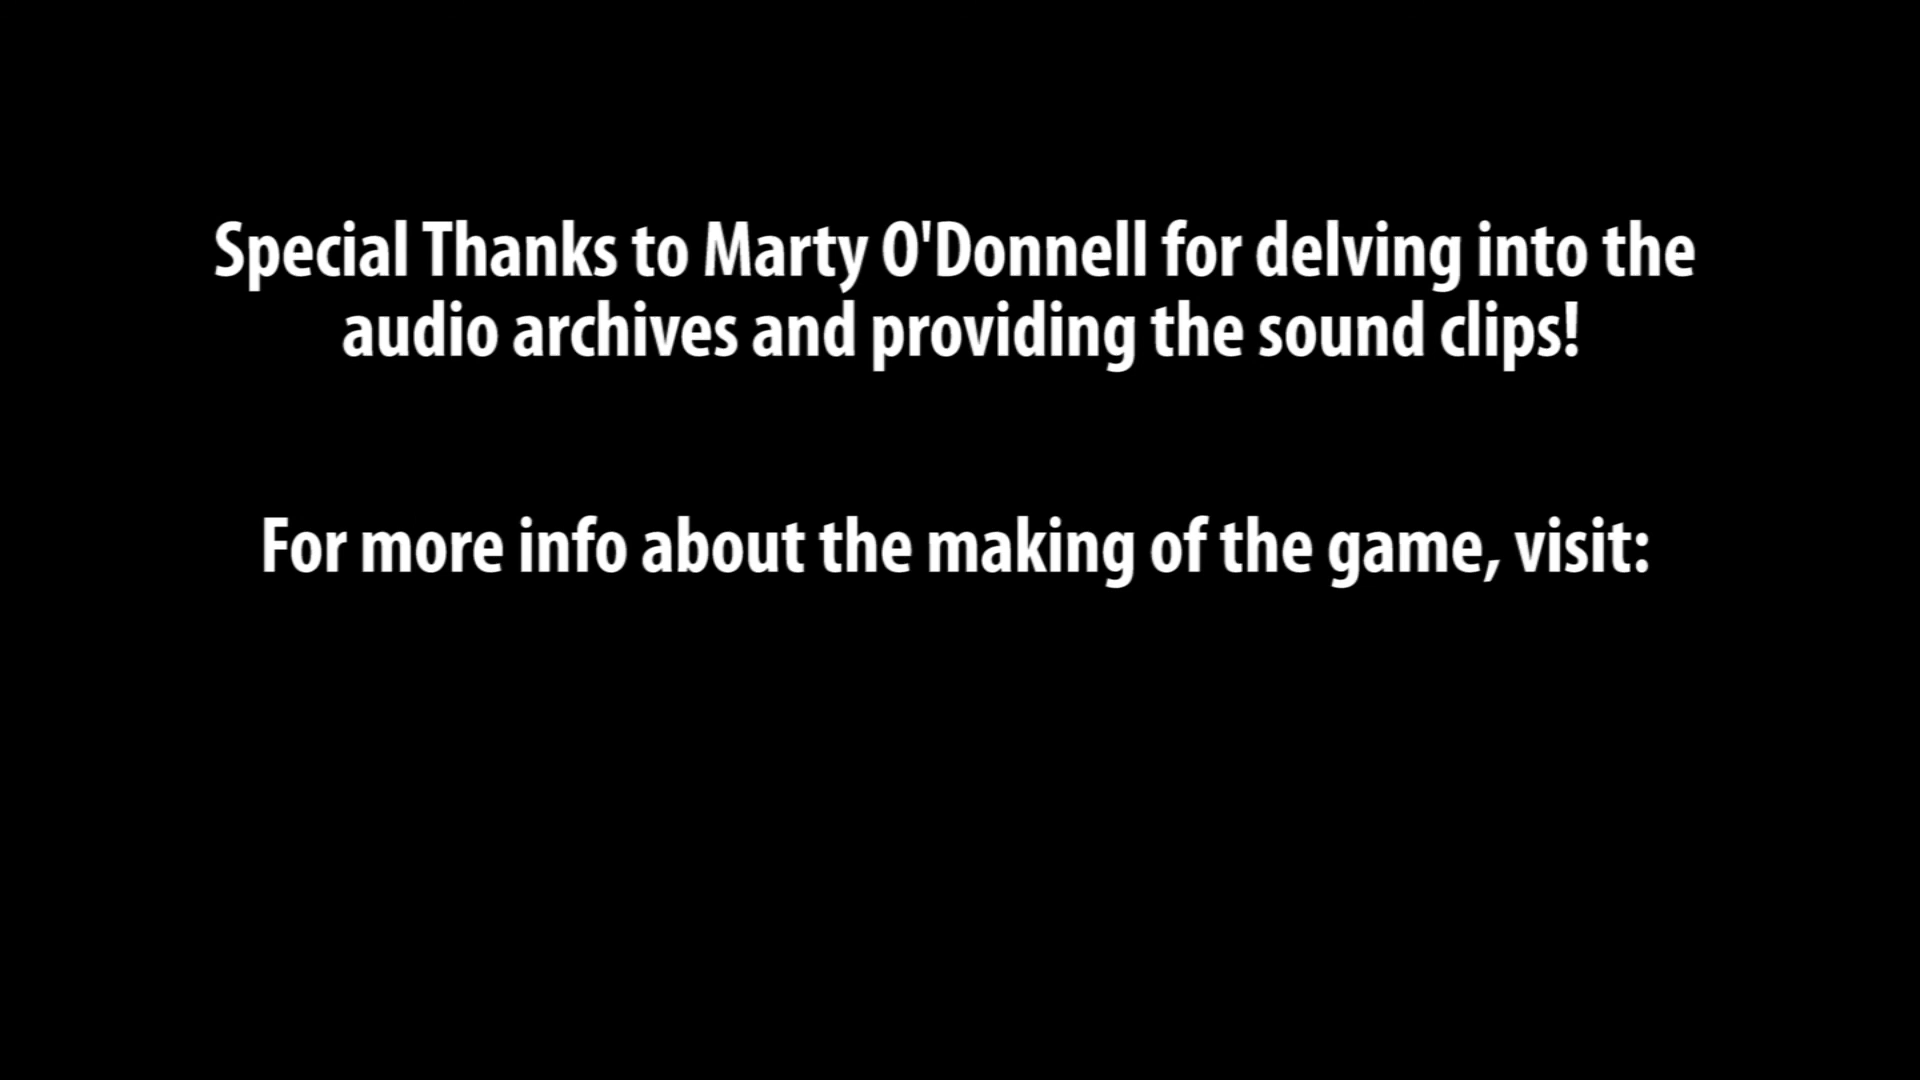 Special Thanks to Marty O'Donnell for delving into the
audio archives and providing the sound clips!
For more info about the making of the game, visit: